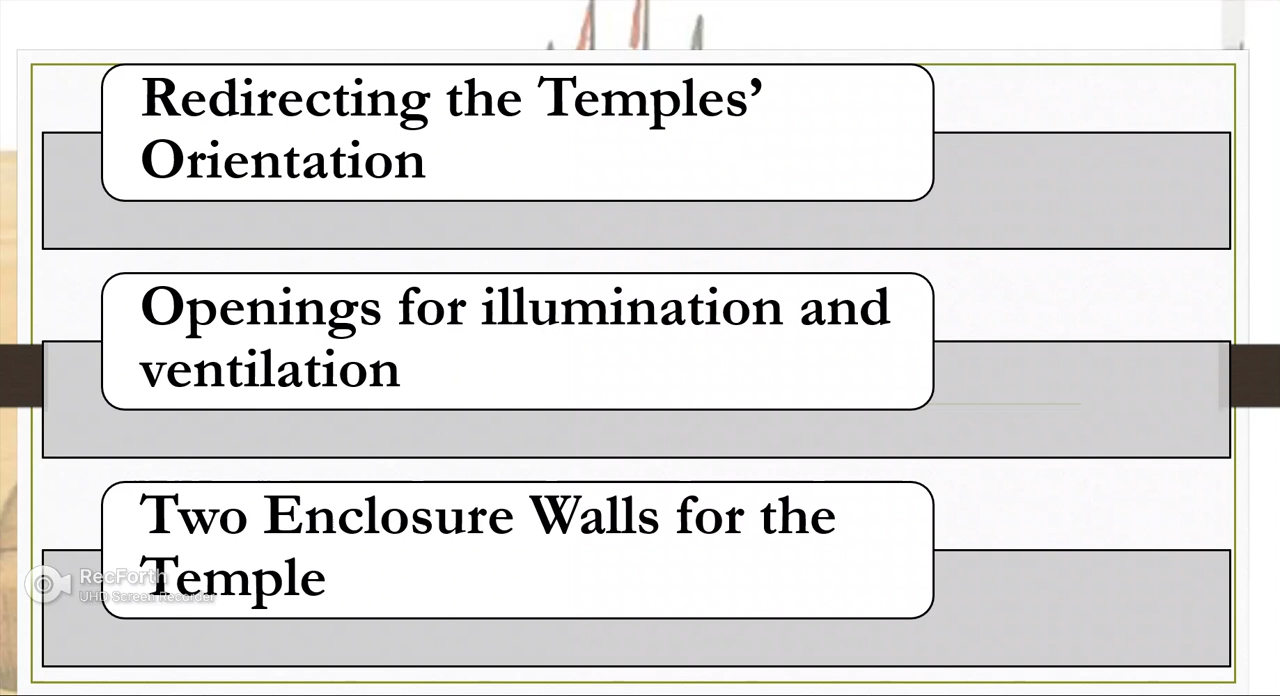 Redirecting the Temples’
Orientation
Openings for illumination and
ventilation
Two Enclosure Walls for the
Temple
RecForth
UHD Screen Recorder